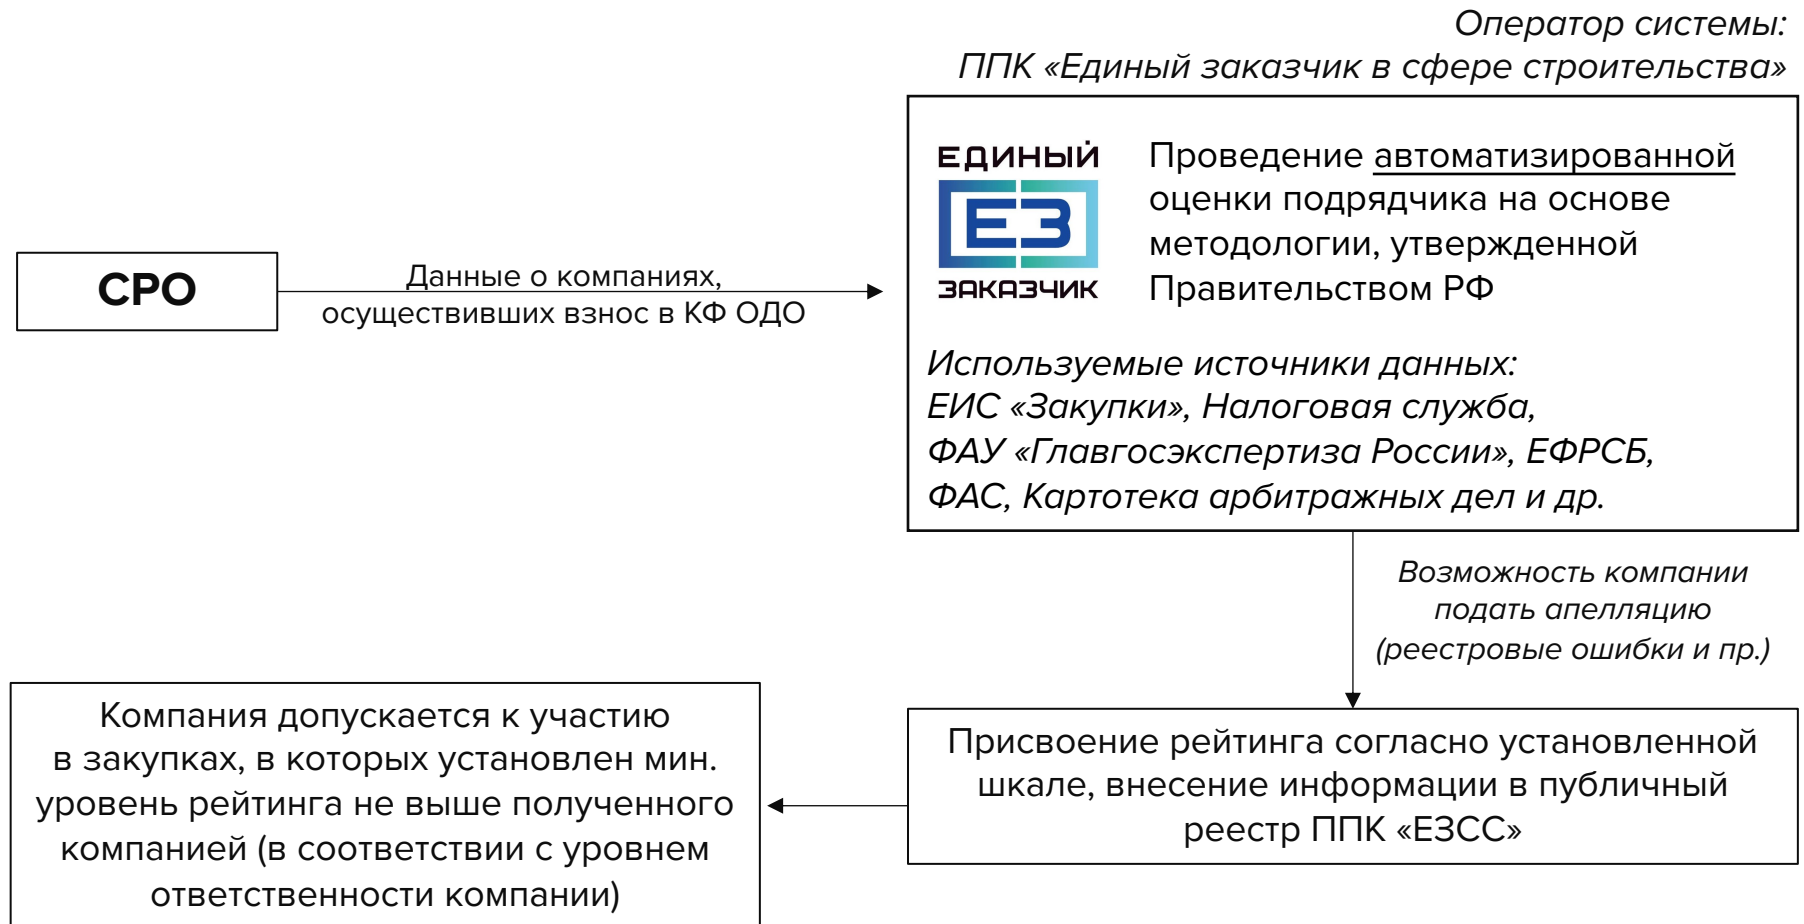 Оператор системы:
ППК «Единый заказчик в сфере строительства»
ЕДИНЫЙ
ЕЗ
ЗАКАЗЧИК
Проведение автоматизированной
оценки подрядчика на основе
методологии, утвержденной
Правительством РФ
СРО
Данные о компаниях,
осуществивших взнос в КФ ОДО
Используемые источники данных:
ЕИС «Закупки», Налоговая служба,
ФАУ «Главгосэкспертиза России», ЕФРСБ,
ФАС, Картотека арбитражных дел и др.
Возможность компании
подать апелляцию
(реестровые ошибки и пр.)
Присвоение рейтинга согласно установленной
шкале, внесение информации в публичный
реестр ППК «ЕЗСС»
Компания допускается к участию
в закупках, в которых установлен мин.
уровень рейтинга не выше полученного
компанией (в соответствии с уровнем
ответственности компании)